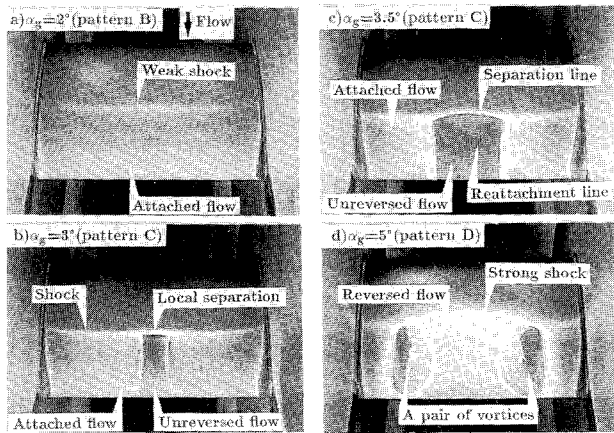 a) αg=2°(pattern B)
Flow
Weak shock
Attached flow
b) αg=3°(pattern C)
Shock
Local separation
Attached flow
Unreversed flow
c) αg=3.5°(pattern C)
Separation line
Attached flow
Unreversed flow
Reattachment line
d) αg=5°(pattern D)
Strong shock
Reversed flow
A pair of vortices